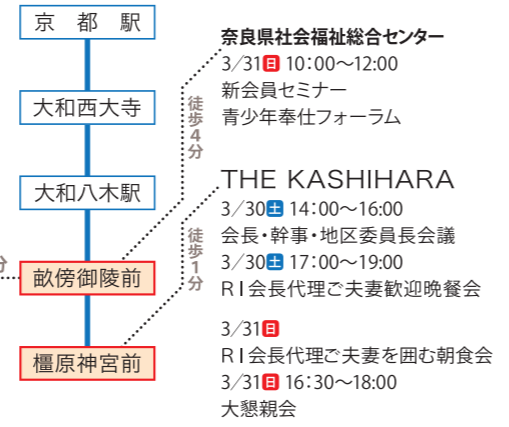 京都駅
大和西大寺
大和八木駅
分
畝傍御陵前
橿原神宮前
徒歩4分
徒歩1分
奈良県社会福祉総合センター
3/31日 10:00〜12:00
新会員セミナー
青少年奉仕フォーラム
THE KASHIHARA
3/30土 14:00〜16:00
会長・幹事・地区委員長会議
3/30土 17:00〜19:00
RI会長代理ご夫妻歓迎晩餐会
3/31日
RI会長代理ご夫妻を囲む朝食会
3/31日 16:30〜18:00
大懇親会